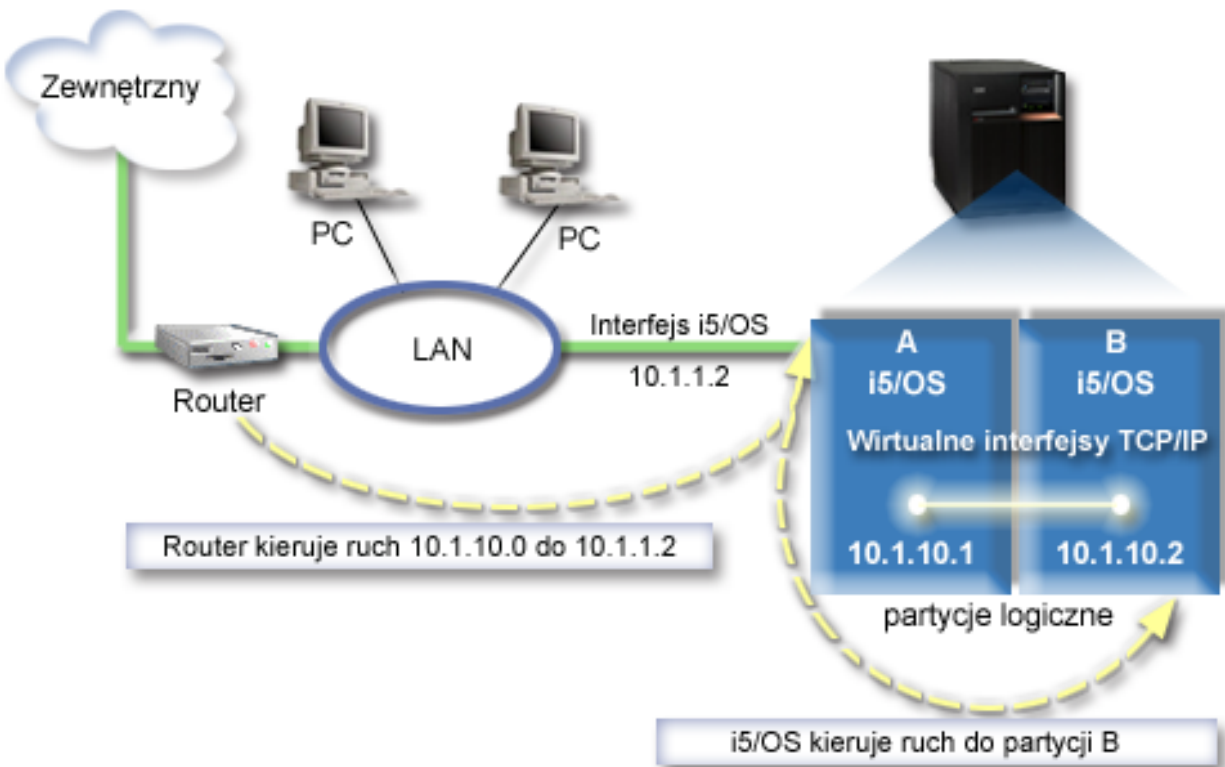 Zewnętrzny
PC
PC
LAN
Router
Interfejs i5/OS
10.1.1.2
A
i5/OS
B
i5/OS
Wirtualne interfejsy TCP/IP
10.1.10.1
10.1.10.2
partycje logiczne
Router kieruje ruch 10.1.10.0 do 10.1.1.2
i5/OS kieruje ruch do partycji B